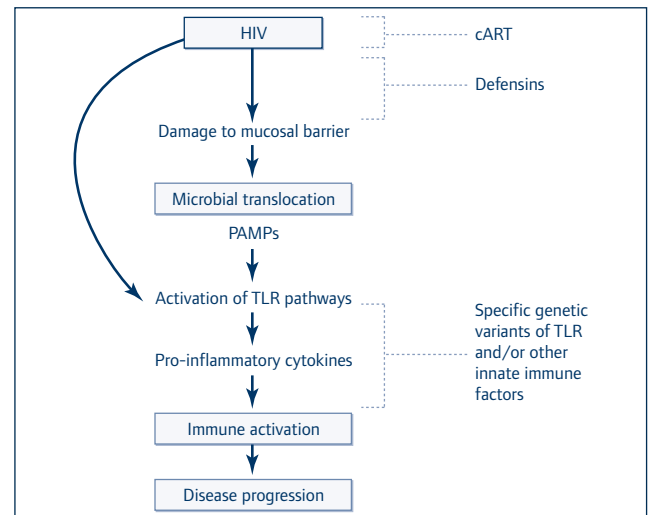 HIV
cART
Defensins
Damage to mucosal barrier
Microbial translocation
PAMPs
Activation of TLR pathways
Specific genetic
variants of TLR
and/or other
innate immune
factors
Pro-inflammatory cytokines
Immune activation
Disease progression